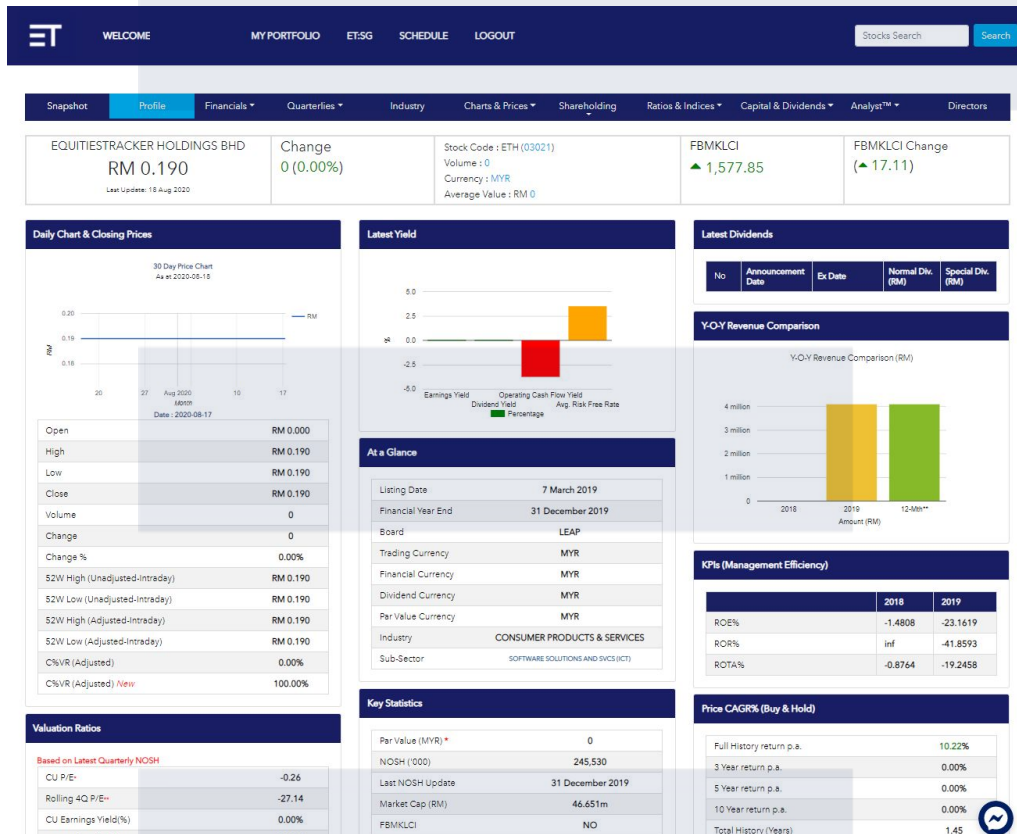 ET WELCOME MY PORTFOLIO ET:SG SCHEDULE LOGOUT Stocks Search Search
Snapshot Profile Financials Quarterlies Industry Charts & Prices Shareholding Ratios & Indices Capital & Dividends Analyst™ Directors
EQUITIESTRACKER HOLDINGS BHD
RM 0.190
Last Update: 18 Aug 2020
Change
0 (0.00%)
Stock Code : ETH (03021)
Volume : 0
Currency : MYR
Average Value : RM 0
FBMKLCI
▲ 1,577.85
FBMKLCI Change
(▲ 17.11)
Daily Chart & Closing Prices
30 Day Price Chart
As at 2020-08-18
RM
0.20
0.19
0.18
RM
20 27 Aug 2020 10 17
Month
Date : 2020-08-17
Open RM 0.000
High RM 0.190
Low RM 0.190
Close RM 0.190
Volume 0
Change 0
Change % 0.00%
52W High (Unadjusted-Intraday) RM 0.190
52W Low (Unadjusted-Intraday) RM 0.190
52W High (Adjusted-Intraday) RM 0.190
52W Low (Adjusted-Intraday) RM 0.190
C%VR (Adjusted) 0.00%
C%VR (Adjusted) New 100.00%
Valuation Ratios
Based on Latest Quarterly NOSH
CU P/E* -0.26
Rolling 4Q P/E** -27.14
CU Earnings Yield(%) 0.00%
Latest Yield
%
5.0
2.5
0.0
-2.5
-5.0
Earnings Yield Operating Cash Flow Yield
Dividend Yield Avg. Risk Free Rate
Percentage
At a Glance
Listing Date 7 March 2019
Financial Year End 31 December 2019
Board LEAP
Trading Currency MYR
Financial Currency MYR
Dividend Currency MYR
Par Value Currency MYR
Industry CONSUMER PRODUCTS & SERVICES
Sub-Sector SOFTWARE SOLUTIONS AND SVCS (ICT)
Key Statistics
Par Value (MYR) * 0
NOSH ('000) 245,530
Last NOSH Update 31 December 2019
Market Cap (RM) 46.651m
FBMKLCI NO
Latest Dividends
No Announcement Date Ex Date Normal Div. (RM) Special Div. (RM)
Y-O-Y Revenue Comparison
Y-O-Y Revenue Comparison (RM)
4 million
3 million
2 million
1 million
0
2018 2019 12-Mth**
Amount (RM)
KPIs (Management Efficiency)
2018 2019
ROE% -1.4808 -23.1619
ROR% inf -41.8593
ROTA% -0.8764 -19.2458
Price CAGR% (Buy & Hold)
Full History return p.a. 10.22%
3 Year return p.a. 0.00%
5 Year return p.a. 0.00%
10 Year return p.a. 0.00%
Total History (Years) 1.45